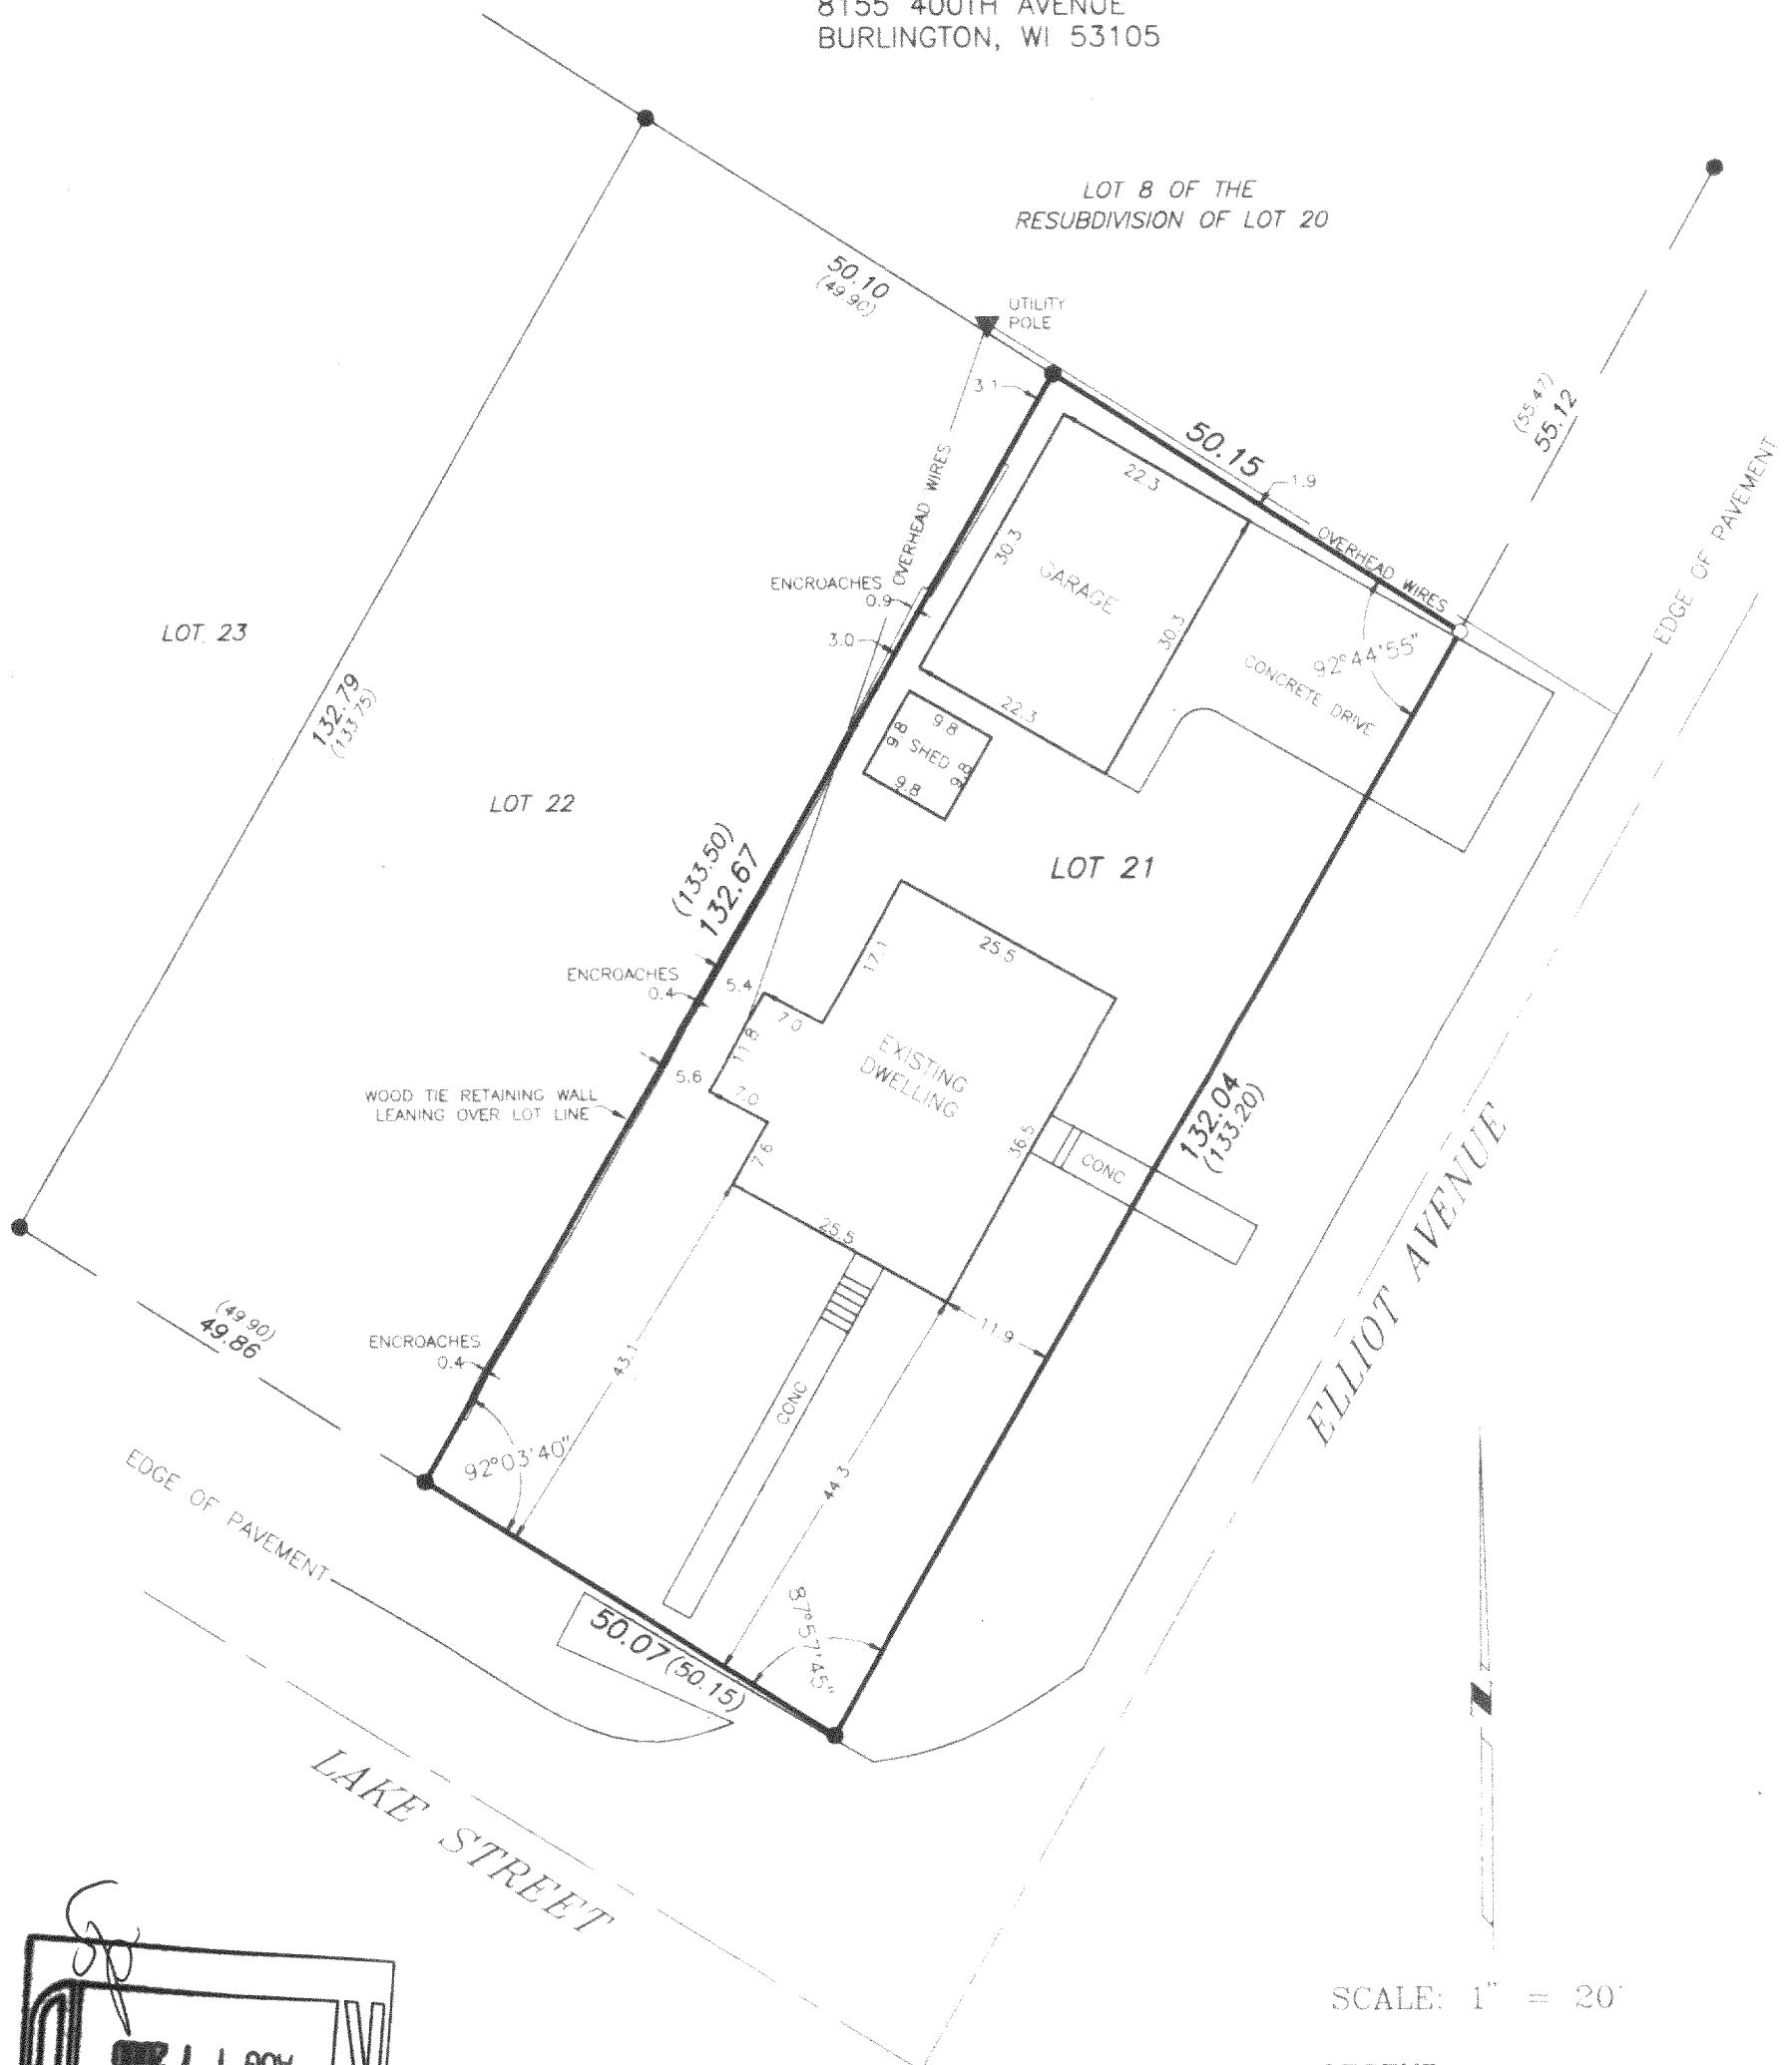 8155 400TH AVENUE
BURLINGTON, WI 53105
LOT 8 OF THE
RESUBDIVISION OF LOT 20
50.10
(49.90)
UTILITY
POLE
(55.47)
55.12
3.1
50.15
1.9
22.3
OVERHEAD WIRES
OVERHEAD WIRES
EDGE OF PAVEMENT
30.3
GARAGE
30.3
ENCROACHES
0.9
3.0
LOT 23
92°44'55"
CONCRETE DRIVE
22.3
132.79
(133.75)
9.8
9.8
SHED
9.8
9.8
LOT 22
(133.50)
132.67
LOT 21
17.1
25.5
ENCROACHES
0.4
5.4
7.0
11.8
EXISTING
DWELLING
5.6
7.0
WOOD TIE RETAINING WALL
LEANING OVER LOT LINE
7.6
36.5
CONC
132.04
(133.20)
ELLIOT AVENUE
25.5
(49.90)
49.86
ENCROACHES
0.4
43.1
11.9
CONC
92°03'40"
44.3
EDGE OF PAVEMENT
87°57'45"
50.07 (50.15)
Z
LAKE STREET
SCALE: 1" = 20'